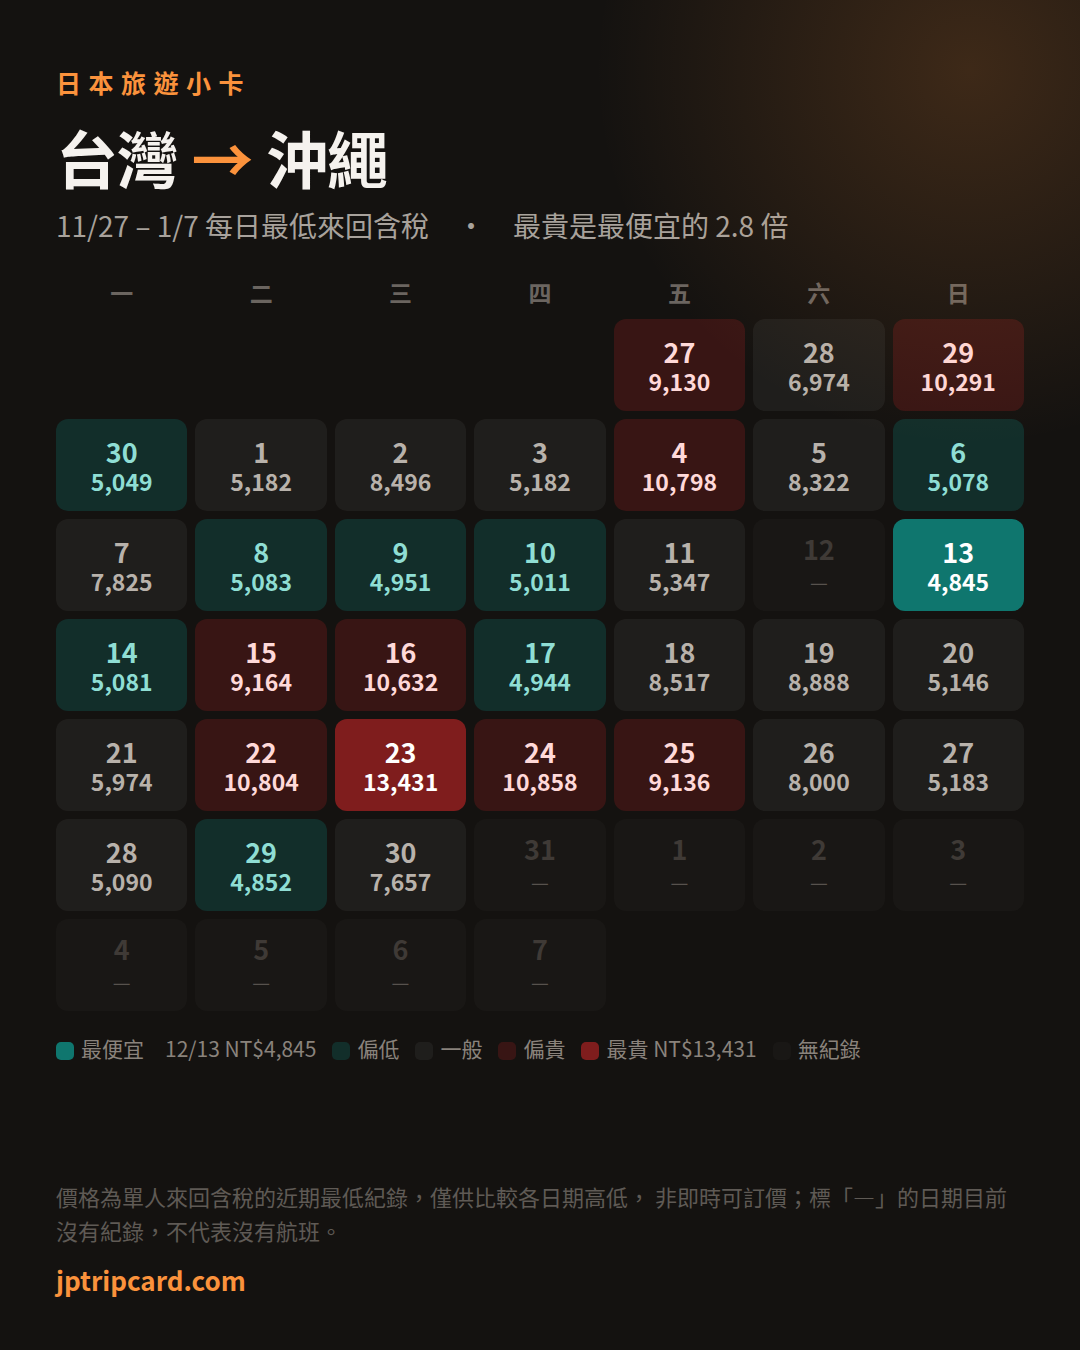 日本旅遊小卡
台灣 → 沖繩
11/27 – 1/7 每日最低來回含稅 ・ 最貴是最便宜的 2.8 倍
一 二 三 四 五 六 日
27 28 29
9,130 6,974 10,291
30 1 2 3 4 5 6
5,049 5,182 8,496 5,182 10,798 8,322 5,078
7 8 9 10 11 12 13
7,825 5,083 4,951 5,011 5,347 — 4,845
14 15 16 17 18 19 20
5,081 9,164 10,632 4,944 8,517 8,888 5,146
21 22 23 24 25 26 27
5,974 10,804 13,431 10,858 9,136 8,000 5,183
28 29 30 31 1 2 3
5,090 4,852 7,657 — — — —
4 5 6 7
— — — —
最便宜 12/13 NT$4,845 偏低 一般 偏貴 最貴 NT$13,431 無紀錄
價格為單人來回含稅的近期最低紀錄，僅供比較各日期高低， 非即時可訂價；標「—」的日期目前
沒有紀錄，不代表沒有航班。
jptripcard.com